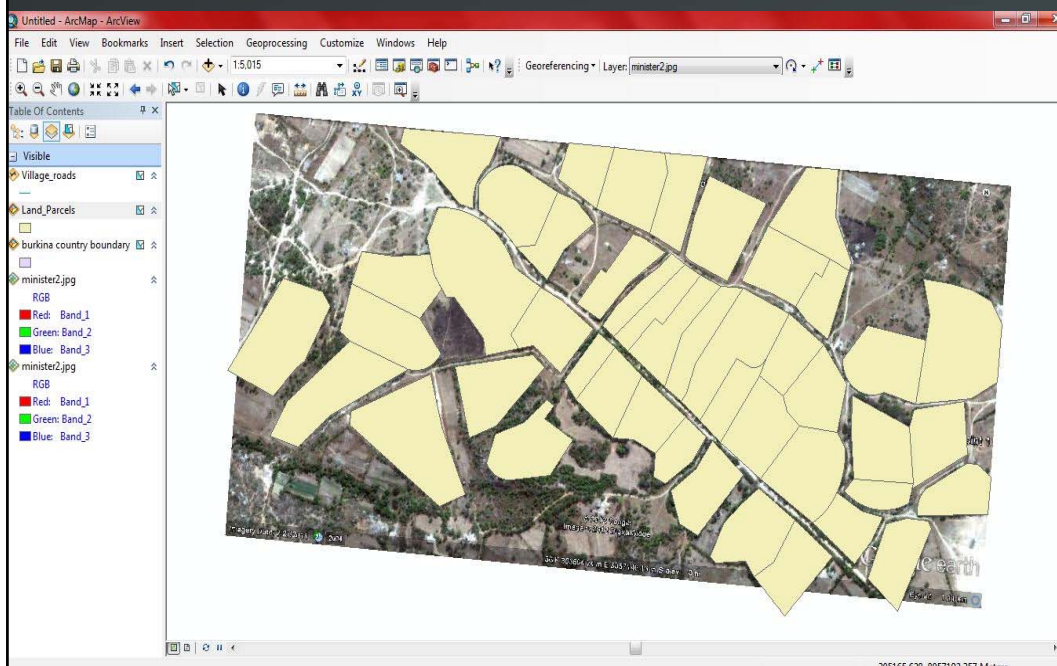 Untitled - ArcMap - ArcView
File Edit View Bookmarks Insert Selection Geoprocessing Customize Windows Help
1:5,015
Georeferencing Layer: minister2.jpg
Table Of Contents
Visible
Village_roads
Land_Parcels
burkina country boundary
minister2.jpg
RGB
Red: Band_1
Green: Band_2
Blue: Band_3
minister2.jpg
RGB
Red: Band_1
Green: Band_2
Blue: Band_3
earth
Meters